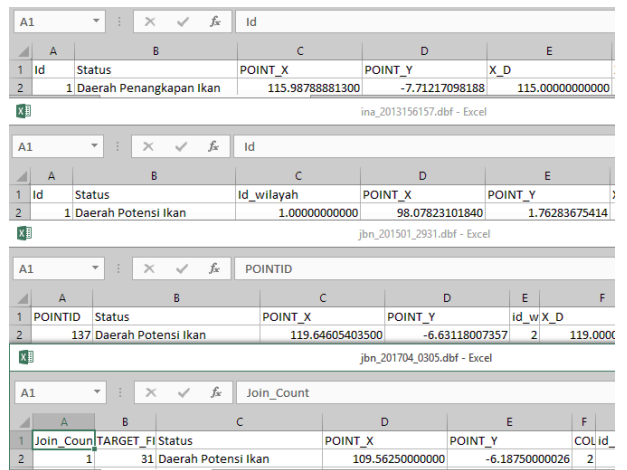 A1 fx Id
A B C D E
1 Id Status POINT_X POINT_Y X_D
2 1 Daerah Penangkapan Ikan 115.98788881300 -7.71217098188 115.00000000000
ina_2013156157.dbf - Excel
A1 fx Id
A B C D E
1 Id Status Id_wilayah POINT_X POINT_Y
2 1 Daerah Potensi Ikan 1.00000000000 98.07823101840 1.76283675414
jbn_201501_2931.dbf - Excel
A1 fx POINTID
A B C D E F
1 POINTID Status POINT_X POINT_Y id_w X_D
2 137 Daerah Potensi Ikan 119.64605403500 -6.63118007357 2 119.0000
jbn_201704_0305.dbf - Excel
A1 fx Join_Count
A B C D E F
1 Join_Coun TARGET_FI Status POINT_X POINT_Y COL id_
2 1 31 Daerah Potensi Ikan 109.56250000000 -6.18750000026 2